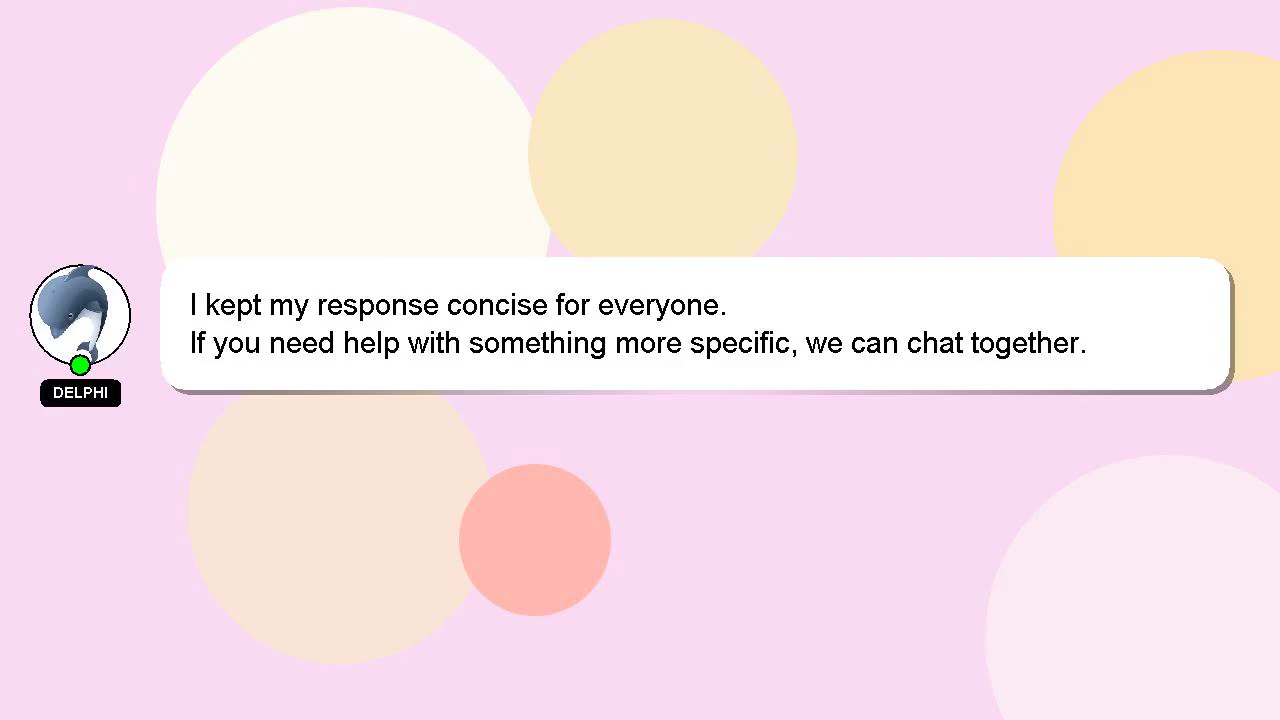 I kept my response concise for everyone.
If you need help with something more specific, we can chat together.
DELPHI